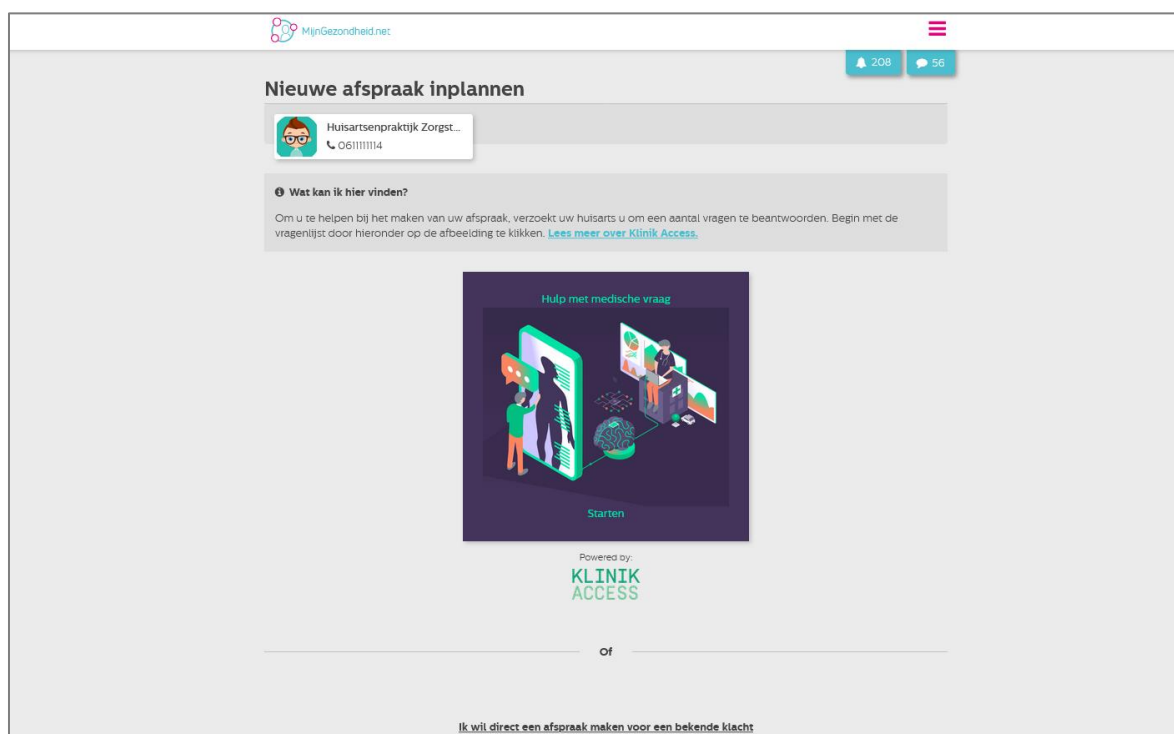 MijnGezondheid.net
208
56
Nieuwe afspraak inplannen
Huisartsenpraktijk Zorgst...
0611111114
Wat kan ik hier vinden?
Om u te helpen bij het maken van uw afspraak, verzoekt uw huisarts u om een aantal vragen te beantwoorden. Begin met de
vragenlijst door hieronder op de afbeelding te klikken. Lees meer over Klinik Access.
Hulp met medische vraag
Starten
Powered by:
KLINIK
ACCESS
Of
Ik wil direct een afspraak maken voor een bekende klacht